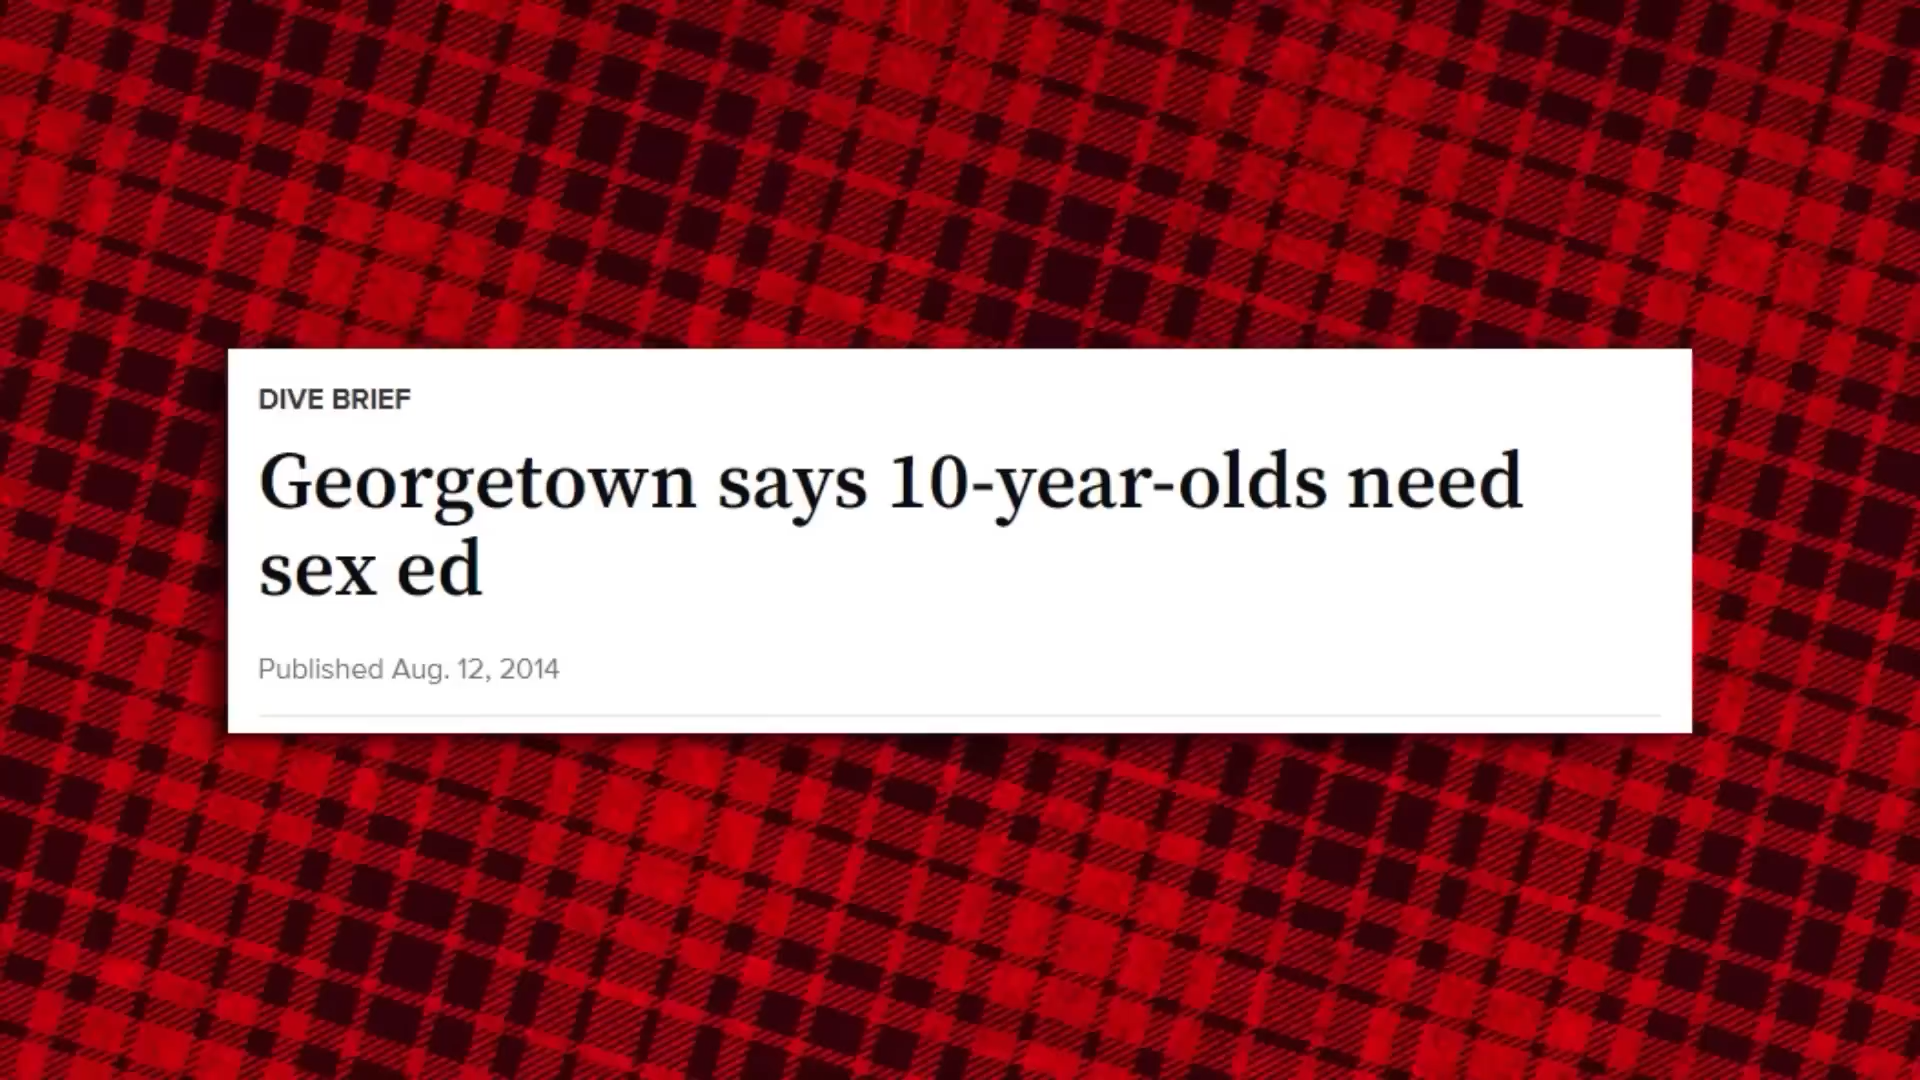 DIVE BRIEF
Georgetown says 10-year-olds need
sex ed
Published Aug. 12, 2014